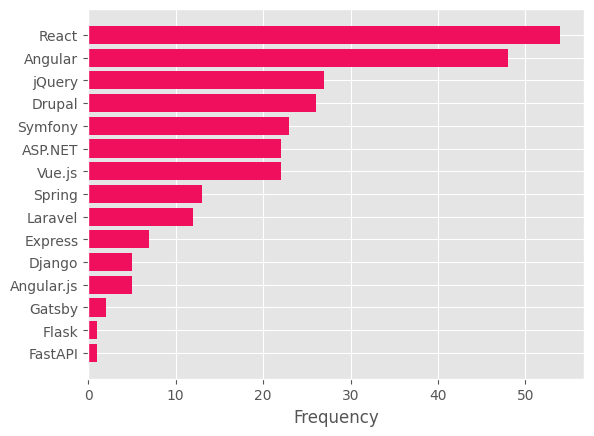 React
Angular
jQuery
Drupal
Symfony
ASP.NET
Vue.js
Spring
Laravel
Express
Django
Angular.js
Gatsby
Flask
FastAPI
0 10 20 30 40 50
Frequency